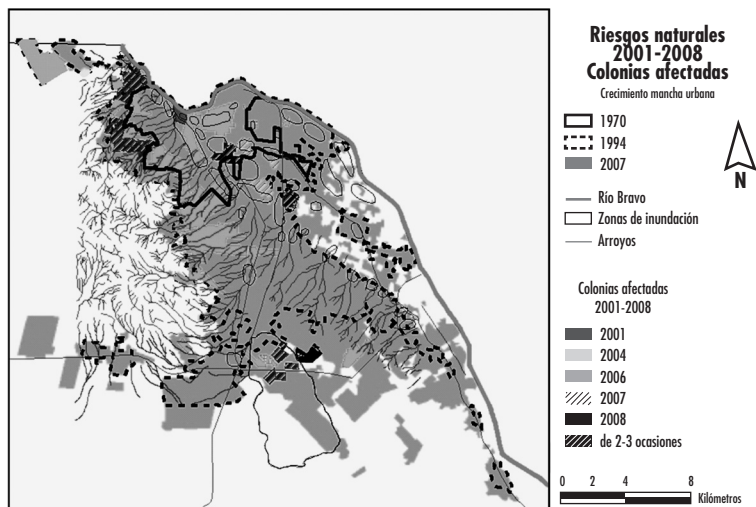 Riesgos naturales
2001-2008
Colonias afectadas
Crecimiento mancha urbana
1970
1994
2007
N
Río Bravo
Zonas de inundación
Arroyos
Colonias afectadas
2001-2008
2001
2004
2006
2007
2008
de 2-3 ocasiones
0 2 4 8
Kilómetros